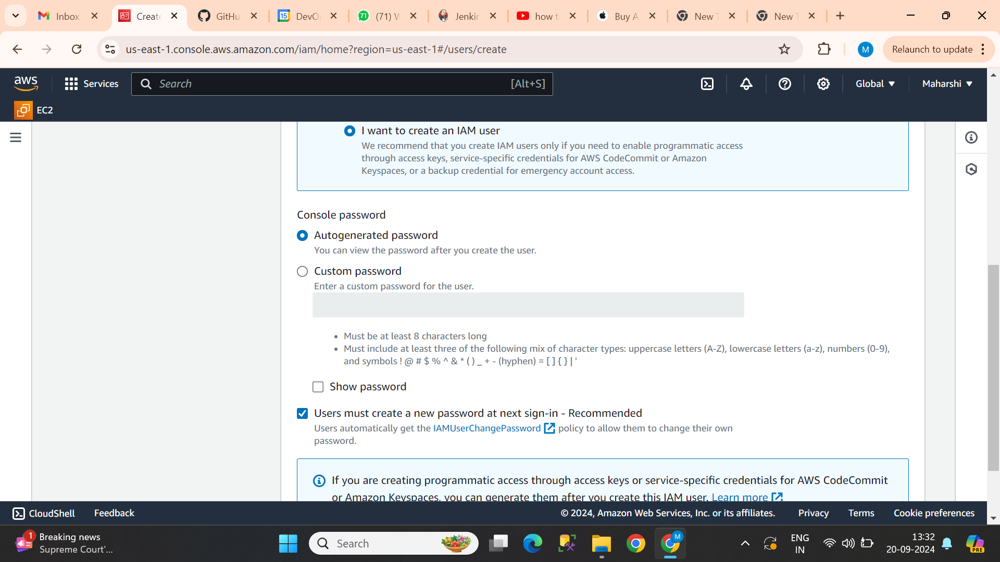 Inbox
Create
GitHu
15
DevO
71
(71) W
Jenkin
how t
Buy A
New T
New T
us-east-1.console.aws.amazon.com/iam/home?region=us-east-1#/users/create
M
Relaunch to update
aws
Services
Search
[Alt+S]
Global
Maharshi
EC2
I want to create an IAM user
We recommend that you create IAM users only if you need to enable programmatic access
through access keys, service-specific credentials for AWS CodeCommit or Amazon
Keyspaces, or a backup credential for emergency account access.
Console password
Autogenerated password
You can view the password after you create the user.
Custom password
Enter a custom password for the user.
• Must be at least 8 characters long
• Must include at least three of the following mix of character types: uppercase letters (A-Z), lowercase letters (a-z), numbers (0-9),
and symbols ! @ # $ % ^ & * ( ) _ + - (hyphen) = [ ] { } | '
Show password
Users must create a new password at next sign-in - Recommended
Users automatically get the IAMUserChangePassword policy to allow them to change their own
password.
If you are creating programmatic access through access keys or service-specific credentials for AWS CodeCommit
or Amazon Keyspaces, you can generate them after you create this IAM user. Learn more
CloudShell
Feedback
© 2024, Amazon Web Services, Inc. or its affiliates.
Privacy
Terms
Cookie preferences
1
Breaking news
Supreme Court'...
Search
M
ENG
IN
13:32
20-09-2024
PRE